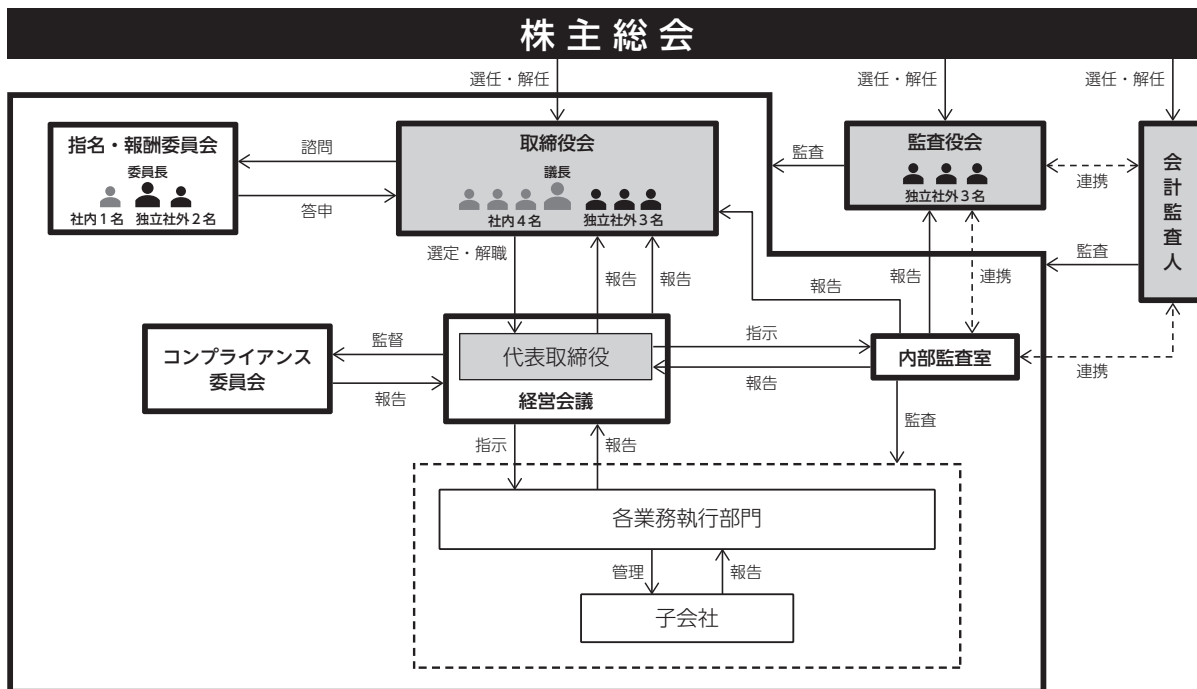 株主総会
選任・解任
選任・解任
選任・解任
指名・報酬委員会
委員長
社内1名 独立社外2名
諮問
答申
取締役会
議長
社内4名 独立社外3名
監査
監査役会
独立社外3名
連携
会計監査人
監査
選定・解職
報告
報告
報告
報告
連携
コンプライアンス
委員会
監督
報告
代表取締役
経営会議
指示
報告
内部監査室
連携
監査
指示
報告
各業務執行部門
管理
報告
子会社